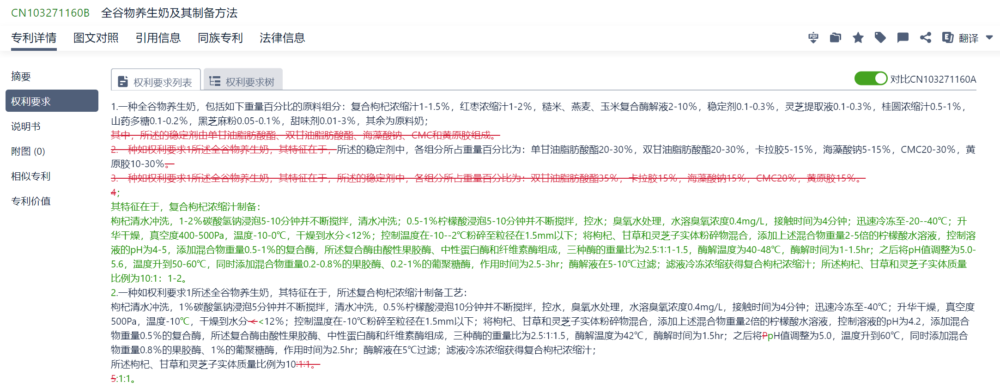 CN103271160B 全谷物养生奶及其制备方法
专利详情 图文对照 引用信息 同族专利 法律信息 PDF 翻译
摘要
权利要求
说明书
附图 (0)
相似专利
专利价值
权利要求列表 权利要求树 对比CN103271160A
1.一种全谷物养生奶，包括如下重量百分比的原料组分：复合枸杞浓缩汁1-1.5%，红枣浓缩汁1-2%，糙米、燕麦、玉米复合酶解液2-10%，稳定剂0.1-0.3%，灵芝提取液0.1-0.3%，桂圆浓缩汁0.5-1%，
山药多糖0.1-0.2%，黑芝麻粉0.05-0.1%，甜味剂0.01-3%，其余为原料奶；
其中，所述的稳定剂由单甘油脂肪酸酯、双甘油脂肪酸酯、海藻酸钠、CMC和黄原胶组成。
2.一种如权利要求1所述全谷物养生奶，其特征在于，所述的稳定剂中，各组分所占重量百分比为：单甘油脂肪酸酯20-30%，双甘油脂肪酸酯20-30%，卡拉胶5-15%，海藻酸钠5-15%，CMC20-30%，黄
原胶10-30%。
3.一种如权利要求1所述全谷物养生奶，其特征在于，所述的稳定剂中，各组分所占重量百分比为：双甘油脂肪酸酯35%，卡拉胶15%，海藻酸钠15%，CMC20%，黄原胶15%。
4；
其特征在于，复合枸杞浓缩汁制备：
枸杞清水冲洗，1-2%碳酸氢钠浸泡5-10分钟并不断搅拌，清水冲洗；0.5-1%柠檬酸浸泡5-10分钟并不断搅拌，控水；臭氧水处理，水溶臭氧浓度0.4mg/L，接触时间为4分钟；迅速冷冻至-20--40℃；升
华干燥，真空度400-500Pa，温度-10-0℃，干燥到水分<12%；控制温度在-10--2℃粉碎至粒径在1.5mm以下；将枸杞、甘草和灵芝子实体粉碎物混合，添加上述混合物重量2-5倍的柠檬酸水溶液，控制溶
液的pH为4-5，添加混合物重量0.5-1%的复合酶，所述复合酶由酸性果胶酶、中性蛋白酶和纤维素酶组成，三种酶的重量比为2.5:1:1-1.5，酶解温度为40-48℃，酶解时间为1-1.5hr；之后将pH值调整为5.0-
5.6，温度升到50-60℃，同时添加混合物重量0.2-0.8%的果胶酶、0.2-1%的葡聚糖酶，作用时间为2.5-3hr；酶解液在5-10℃过滤；滤液冷冻浓缩获得复合枸杞浓缩汁；所述枸杞、甘草和灵芝子实体质量
比例为10:1：1-2。
2.一种如权利要求1所述全谷物养生奶，其特征在于，所述复合枸杞浓缩汁制备工艺：
枸杞清水冲洗，1%碳酸氢钠浸泡5分钟并不断搅拌，清水冲洗，0.5%柠檬酸浸泡10分钟并不断搅拌，控水，臭氧水处理，水溶臭氧浓度0.4mg/L，接触时间为4分钟；迅速冷冻至-40℃；升华干燥，真空度
500Pa，温度-10℃，干燥到水分＜<12%；控制温度在-10℃粉碎至粒径在1.5mm以下；将枸杞、甘草和灵芝子实体粉碎物混合，添加上述混合物重量2倍的柠檬酸水溶液，控制溶液的pH为4.2，添加混合
物重量0.5%的复合酶，所述复合酶由酸性果胶酶、中性蛋白酶和纤维素酶组成，三种酶的重量比为2.5:1:1.5，酶解温度为42℃，酶解时间为1.5hr；之后将PpH值调整为5.0，温度升到60℃，同时添加混合
物重量0.8%的果胶酶、1%的葡聚糖酶，作用时间为2.5hr；酶解液在5℃过滤；滤液冷冻浓缩获得复合枸杞浓缩汁；
所述枸杞、甘草和灵芝子实体质量比例为10:1:1。
5:1:1。